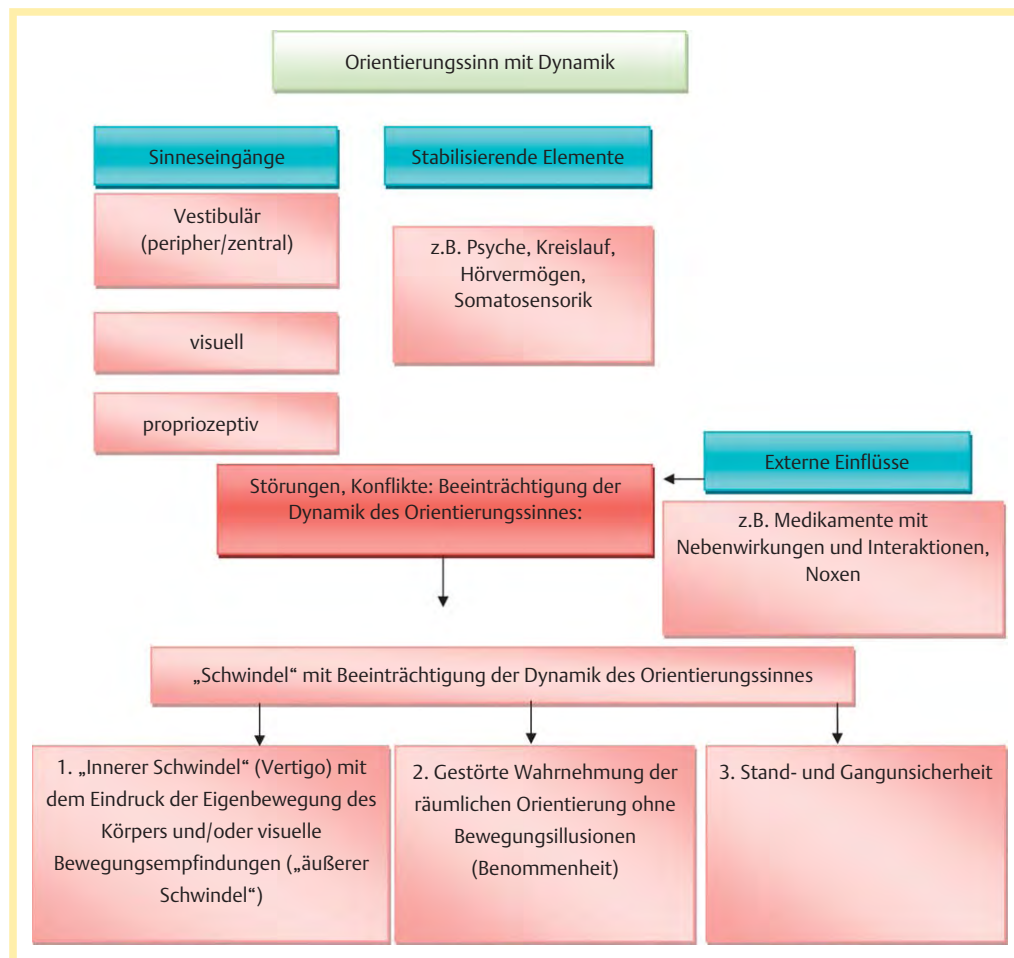 Orientierungssinn mit Dynamik
Sinneseingänge
Stabilisierende Elemente
Vestibulär
(peripher/zentral)
z.B. Psyche, Kreislauf,
Hörvermögen,
Somatosensorik
visuell
propriozeptiv
Externe Einflüsse
Störungen, Konflikte: Beeinträchtigung der
Dynamik des Orientierungssinnes:
z.B. Medikamente mit
Nebenwirkungen und Interaktionen,
Noxen
„Schwindel“ mit Beeinträchtigung der Dynamik des Orientierungssinnes
1. „Innerer Schwindel“ (Vertigo) mit
dem Eindruck der Eigenbewegung des
Körpers und/oder visuelle
Bewegungsempfindungen („äußerer
Schwindel“)
2. Gestörte Wahrnehmung der
räumlichen Orientierung ohne
Bewegungsillusionen
(Benommenheit)
3. Stand- und Gangunsicherheit